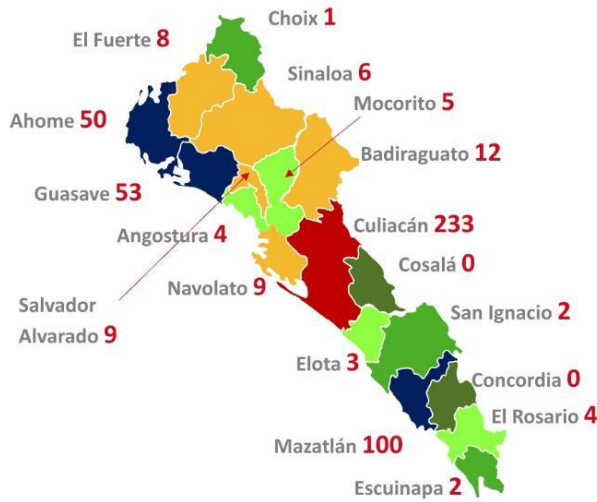 Choix 1
El Fuerte 8
Sinaloa 6
Mocorito 5
Ahome 50
Badiraguato 12
Guasave 53
Culiacán 233
Angostura 4
Cosalá 0
Navolato 9
Salvador
Alvarado 9
San Ignacio 2
Elota 3
Concordia 0
El Rosario 4
Mazatlán 100
Escuinapa 2